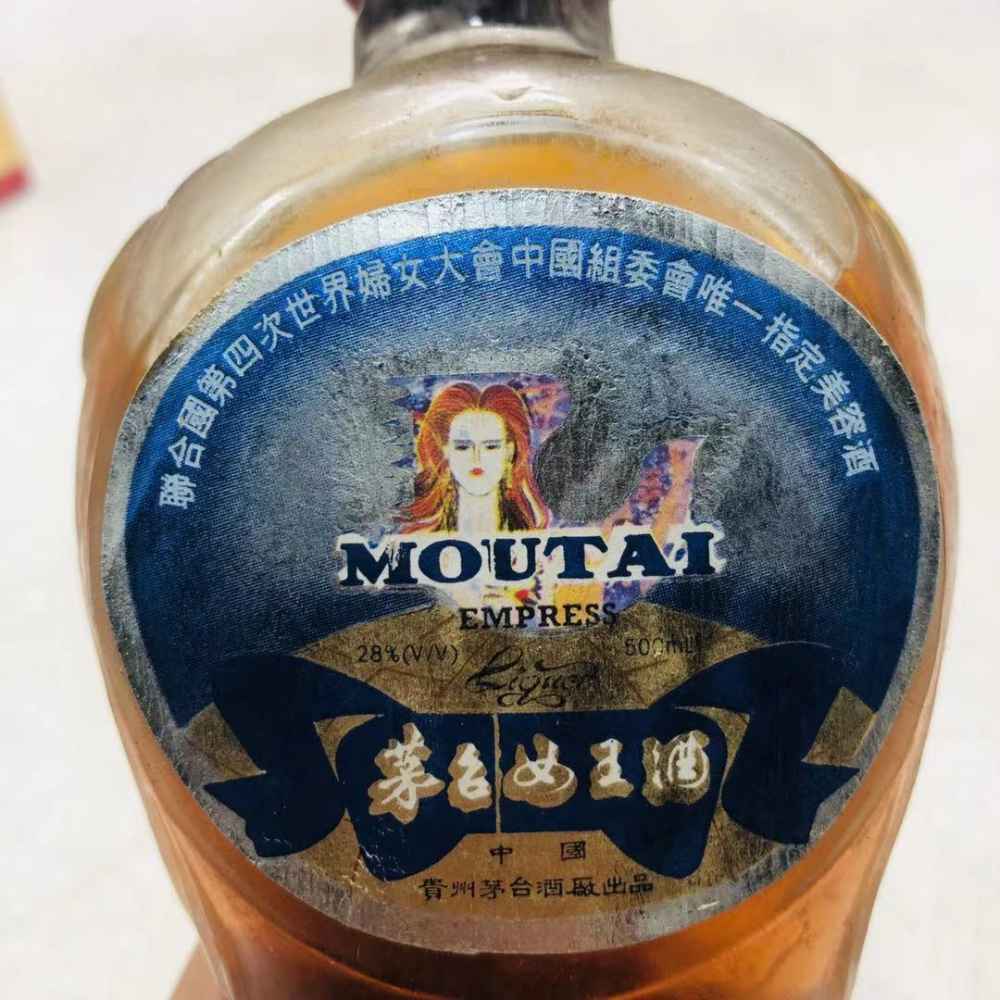 聯合國第四次世界婦女大會中國組委會唯一指定美容酒
MOUTAI
EMPRESS
28%(V/V) 500mL
Liquor
茅台女王酒
中國
貴州茅台酒廠出品